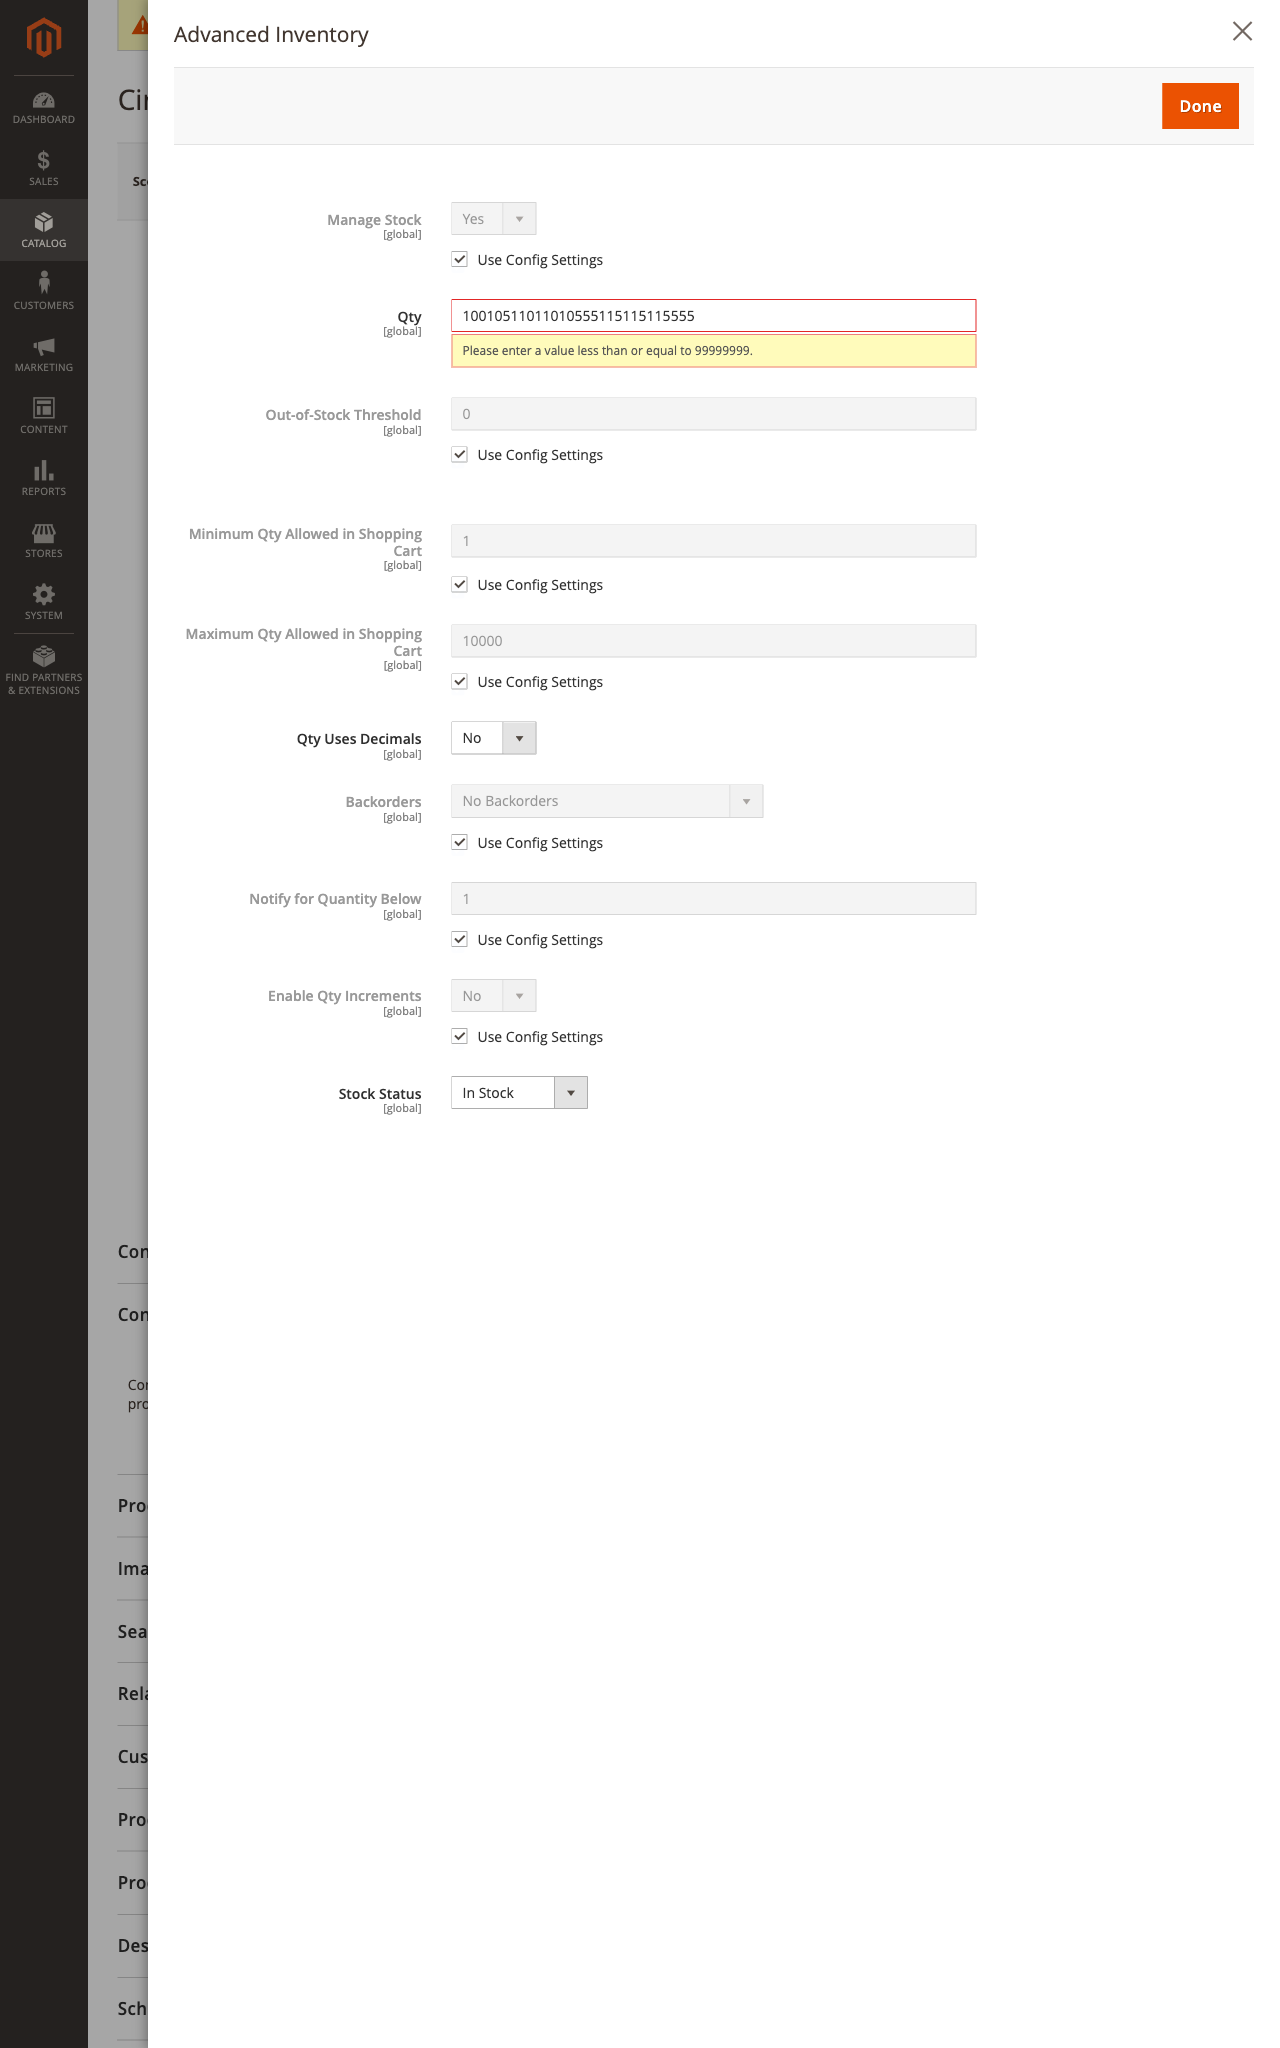 Advanced Inventory
Done
DASHBOARD
SALES
CATALOG
CUSTOMERS
MARKETING
CONTENT
REPORTS
STORES
SYSTEM
FIND PARTNERS
& EXTENSIONS
Manage Stock
[global]
Yes
Use Config Settings
Qty
[global]
Please enter a value less than or equal to 99999999.
Out-of-Stock Threshold
[global]
0
Use Config Settings
Minimum Qty Allowed in Shopping
Cart
[global]
1
Use Config Settings
Maximum Qty Allowed in Shopping
Cart
[global]
10000
Use Config Settings
Qty Uses Decimals
[global]
No
Backorders
[global]
No Backorders
Use Config Settings
Notify for Quantity Below
[global]
1
Use Config Settings
Enable Qty Increments
[global]
No
Use Config Settings
Stock Status
[global]
In Stock